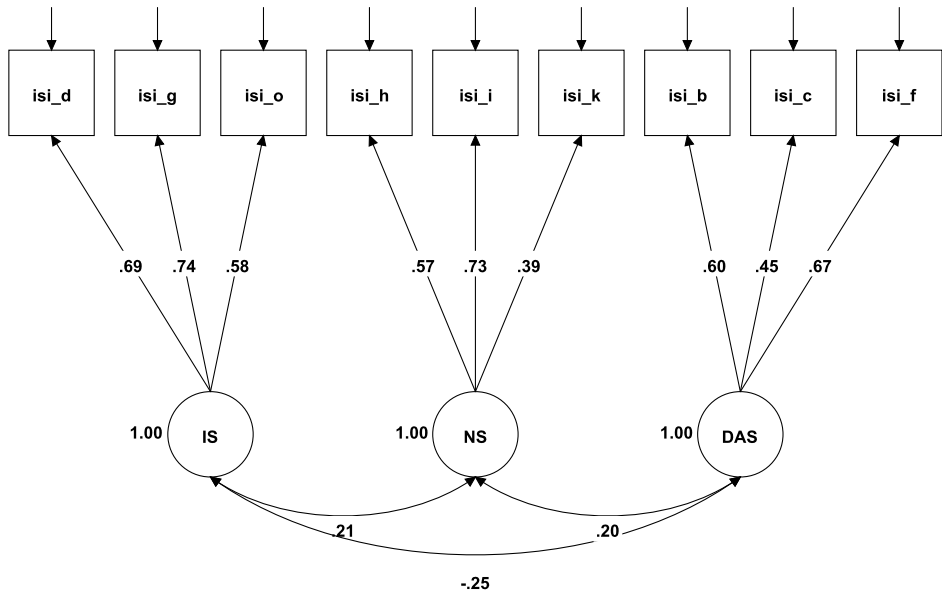 isi_d isi_g isi_o isi_h isi_i isi_k isi_b isi_c isi_f
.69 .74 .58 .57 .73 .39 .60 .45 .67
1.00 IS 1.00 NS 1.00 DAS
.21 .20
-.25